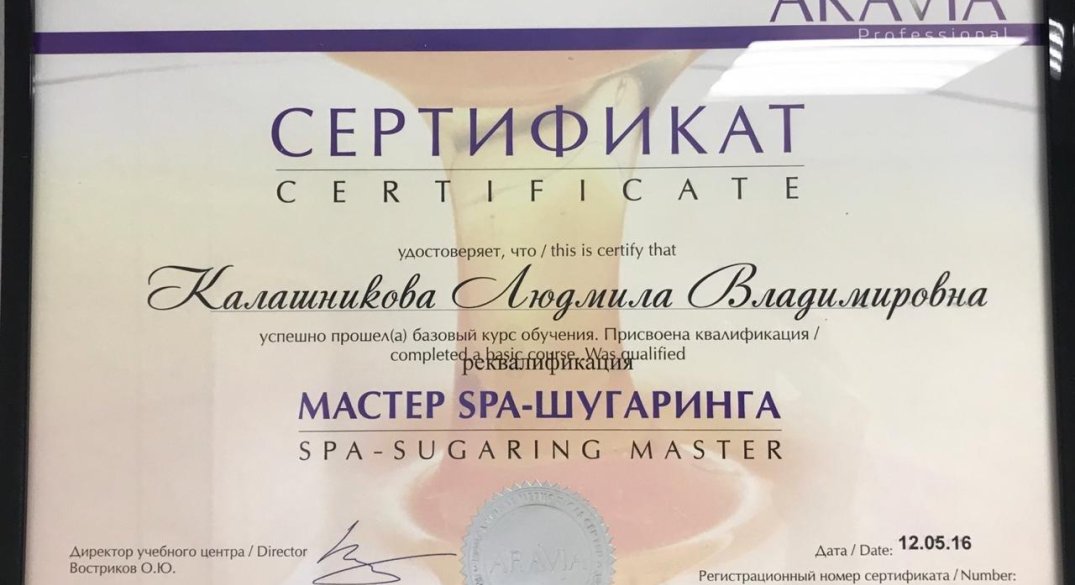 ARAVIA
Professional
СЕРТИФИКАТ
CERTIFICATE
удостоверяет, что / this is certify that
Калашникова Людмила Владимировна
успешно прошел(а) базовый курс обучения. Присвоена квалификация /
completed a basic course. Was qualified
реквалификация
МАСТЕР SPA-ШУГАРИНГА
SPA-SUGARING MASTER
ARAVIA
Директор учебного центра / Director
Востриков О.Ю.
Дата / Date: 12.05.16
Регистрационный номер сертификата / Number: